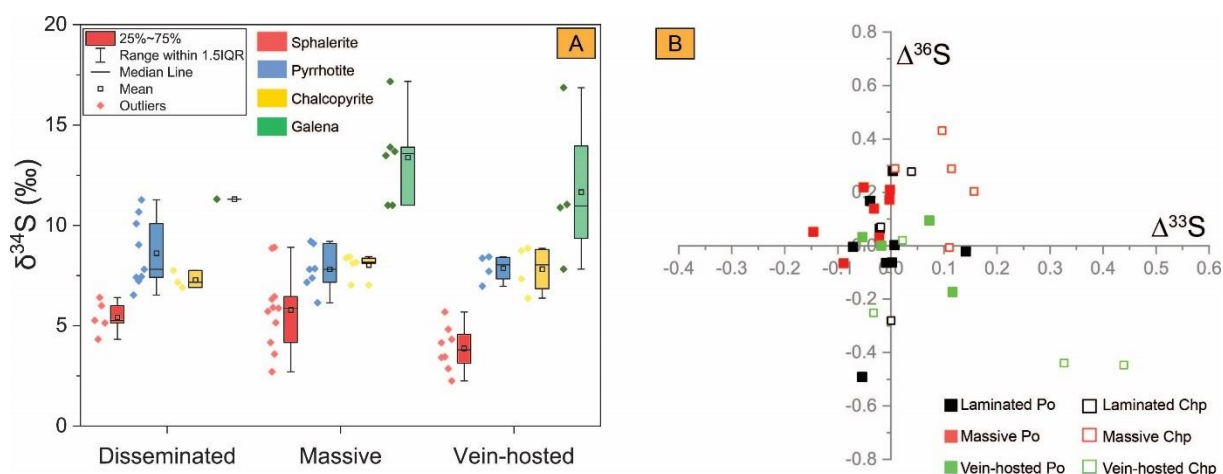 20
15
10
5
0
δ³⁴S (‰)
25%~75%
Range within 1.5IQR
Median Line
Mean
Outliers
Sphalerite
Pyrrhotite
Chalcopyrite
Galena
A
Disseminated
Massive
Vein-hosted
B
Δ³⁶S
0.8
0.6
0.4
0.2
0.0
-0.2
-0.4
-0.6
-0.8
Δ³³S
-0.4
-0.3
-0.2
-0.1
0.1
0.2
0.3
0.4
0.5
0.6
Laminated Po
Laminated Chp
Massive Po
Massive Chp
Vein-hosted Po
Vein-hosted Chp